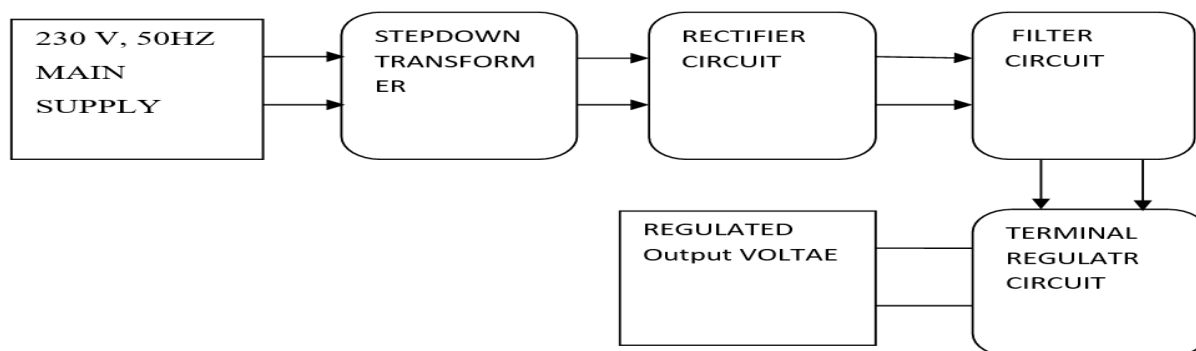 230 V, 50HZ
MAIN
SUPPLY
STEPDOWN
TRANSFORM
ER
RECTIFIER
CIRCUIT
FILTER
CIRCUIT
TERMINAL
REGULATR
CIRCUIT
REGULATED
Output VOLTAE